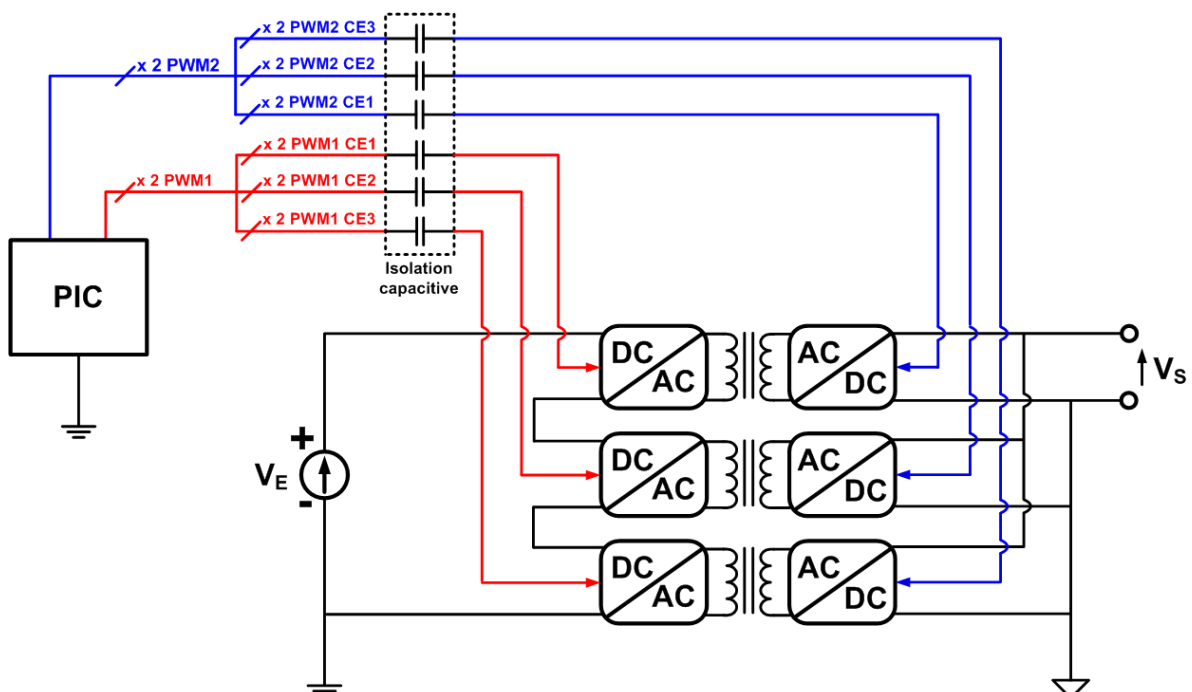 x 2 PWM2 CE3
x 2 PWM2
x 2 PWM2 CE2
x 2 PWM2 CE1
x 2 PWM1 CE1
x 2 PWM1
x 2 PWM1 CE2
x 2 PWM1 CE3
Isolation
capacitive
PIC
DC
AC
AC
DC
VS
+
VE
-
DC
AC
AC
DC
DC
AC
AC
DC